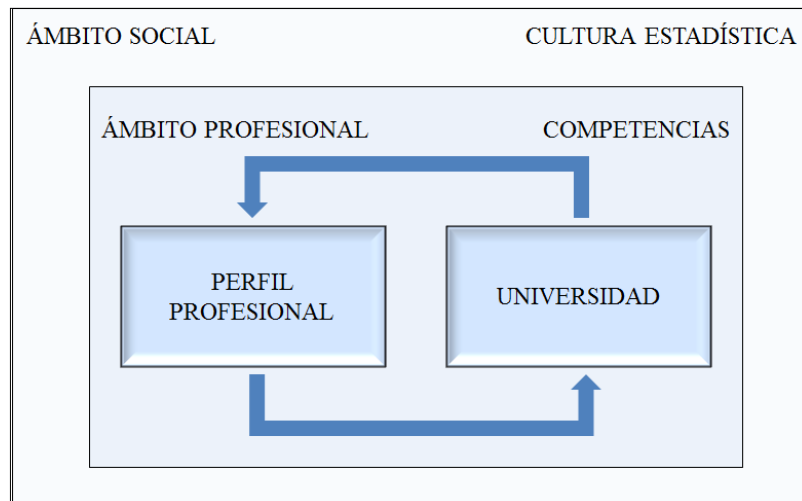 ÁMBITO SOCIAL CULTURA ESTADÍSTICA
ÁMBITO PROFESIONAL COMPETENCIAS
PERFIL
PROFESIONAL
UNIVERSIDAD